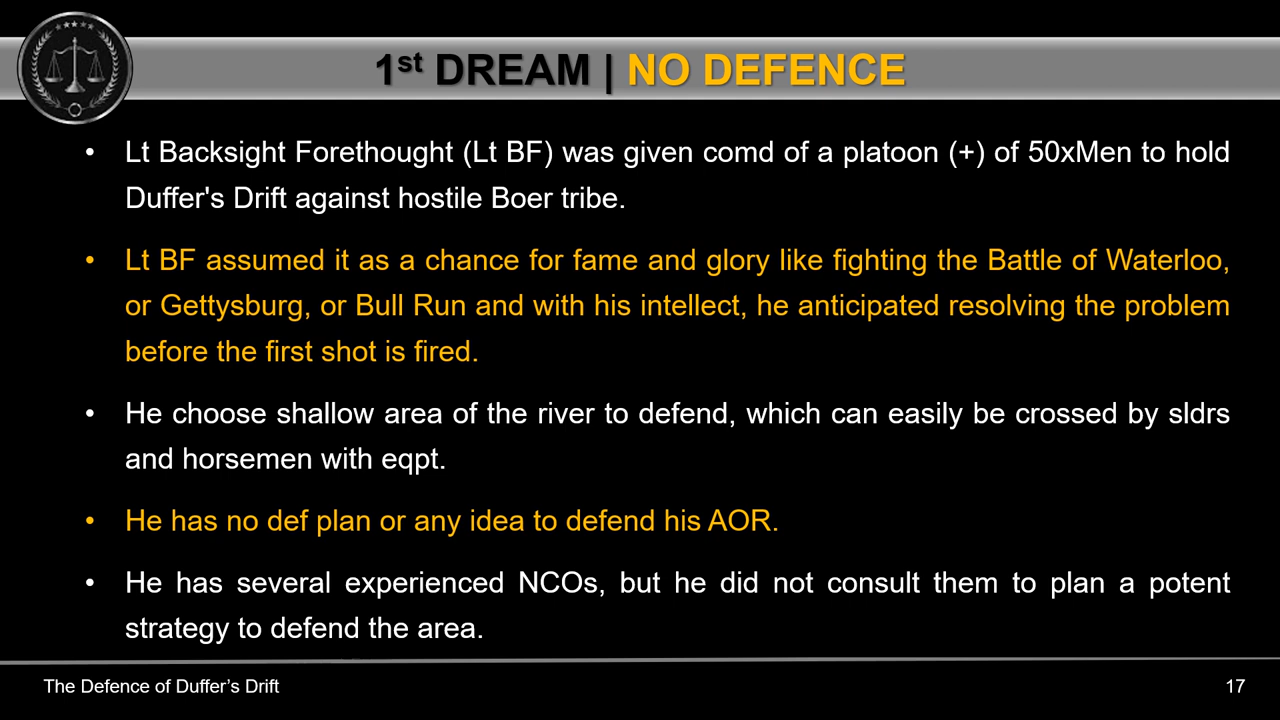 1st DREAM | NO DEFENCE
• Lt Backsight Forethought (Lt BF) was given comd of a platoon (+) of 50xMen to hold
Duffer's Drift against hostile Boer tribe.
• Lt BF assumed it as a chance for fame and glory like fighting the Battle of Waterloo,
or Gettysburg, or Bull Run and with his intellect, he anticipated resolving the problem
before the first shot is fired.
• He choose shallow area of the river to defend, which can easily be crossed by sldrs
and horsemen with eqpt.
• He has no def plan or any idea to defend his AOR.
• He has several experienced NCOs, but he did not consult them to plan a potent
strategy to defend the area.
The Defence of Duffer’s Drift
17